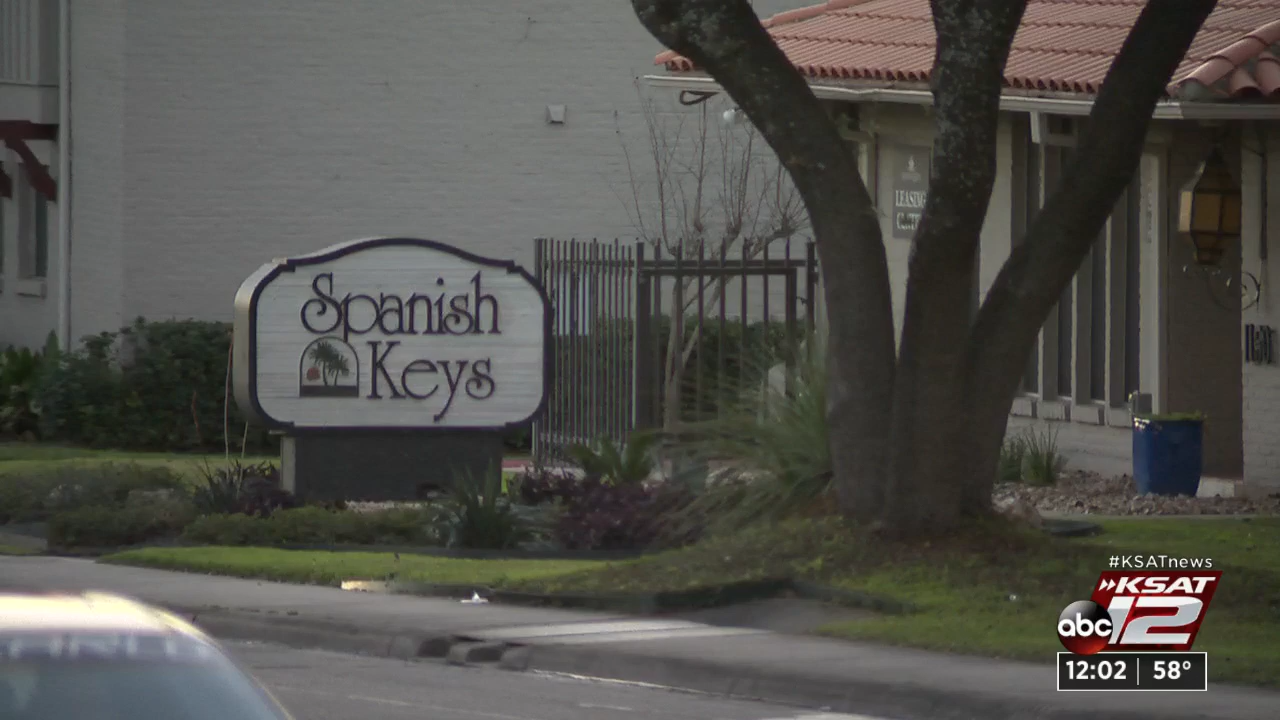 Spanish
Keys
LEASING
#KSATnews
KSAT
abc 12
12:02 58°